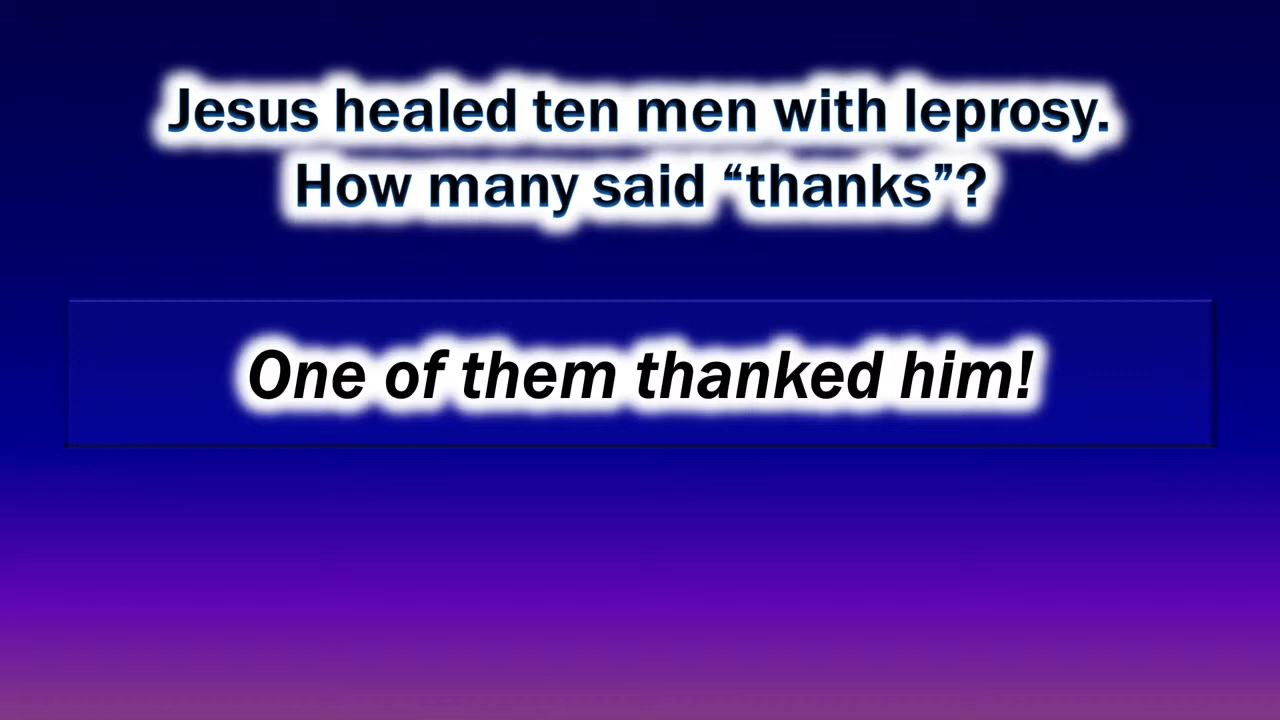 Jesus healed ten men with leprosy.
How many said “thanks”?
One of them thanked him!